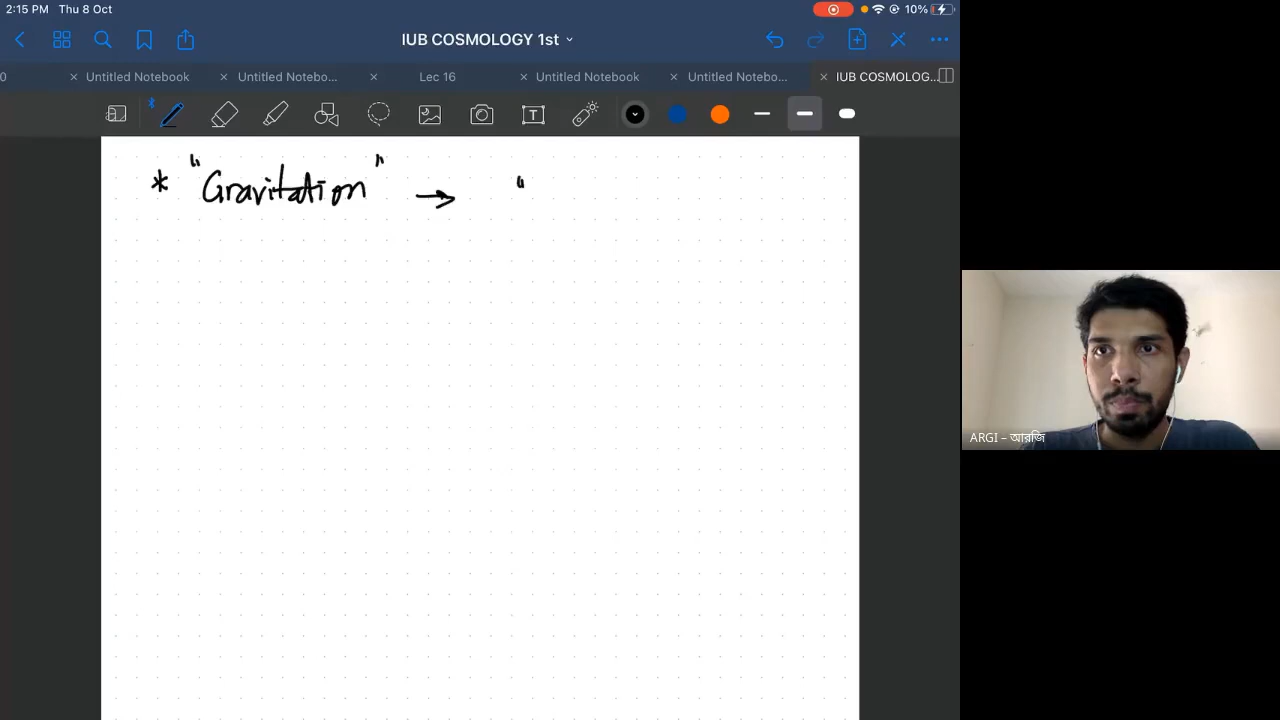 2:15 PM Thu 8 Oct 10%
IUB COSMOLOGY 1st
0 Untitled Notebook Untitled Notebo... Lec 16 Untitled Notebook Untitled Notebo... IUB COSMOLOG...
T
* "Gravitation" → "
ARGI – আরজি